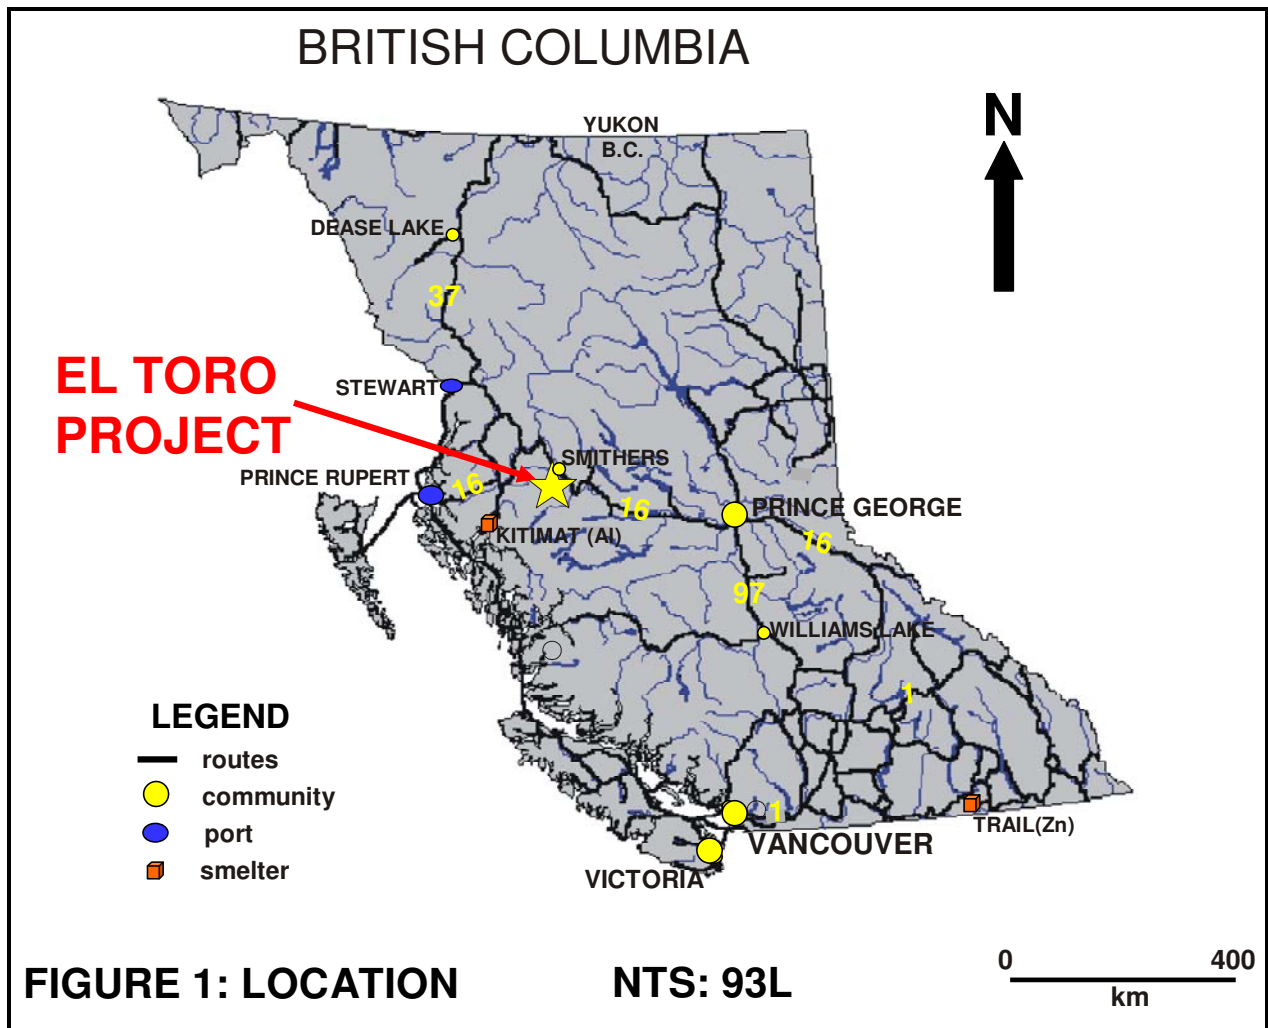 BRITISH COLUMBIA
N
YUKON
B.C.
DEASE LAKE
37
EL TORO
PROJECT
STEWART
SMITHERS
PRINCE RUPERT
16
16
PRINCE GEORGE
KITIMAT (Al)
16
97
WILLIAMS LAKE
1
LEGEND
routes
community
port
smelter
1
TRAIL(Zn)
VANCOUVER
VICTORIA
0 400
km
FIGURE 1: LOCATION
NTS: 93L